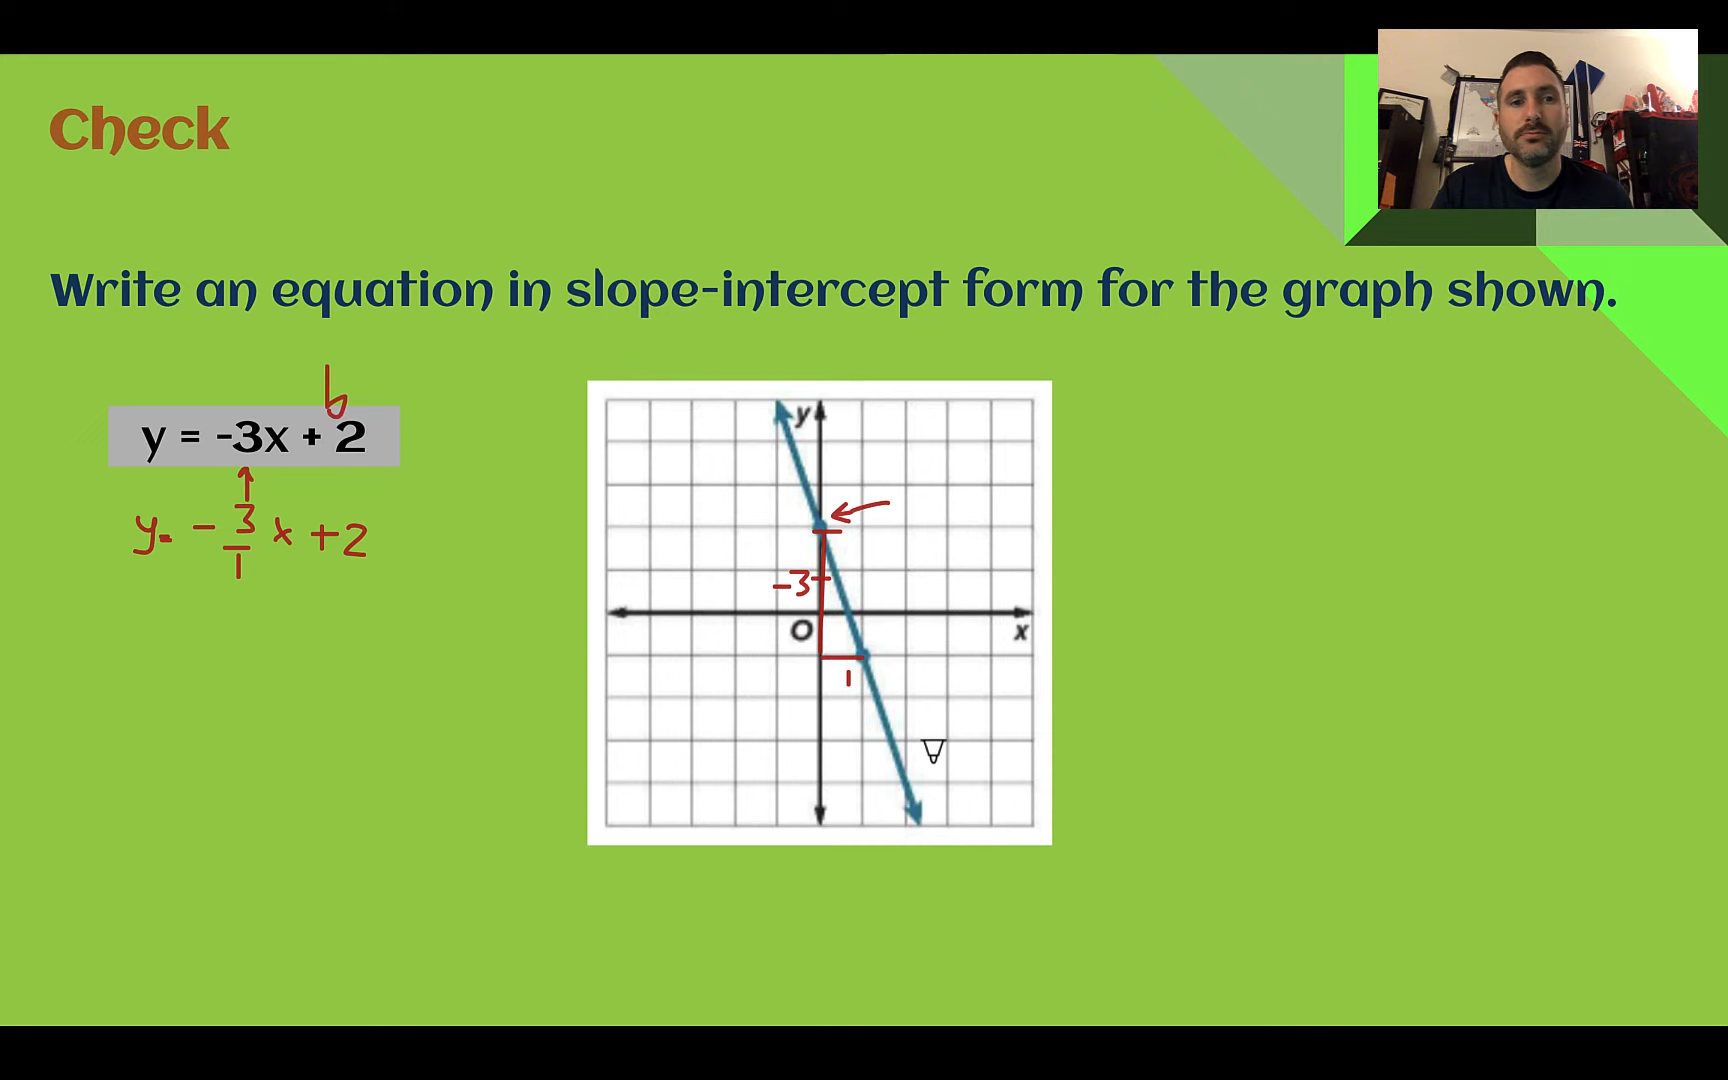 Check
Write an equation in slope-intercept form for the graph shown.
b
y = -3x + 2
y = - 3/1 x + 2
y
-3
O
x
1